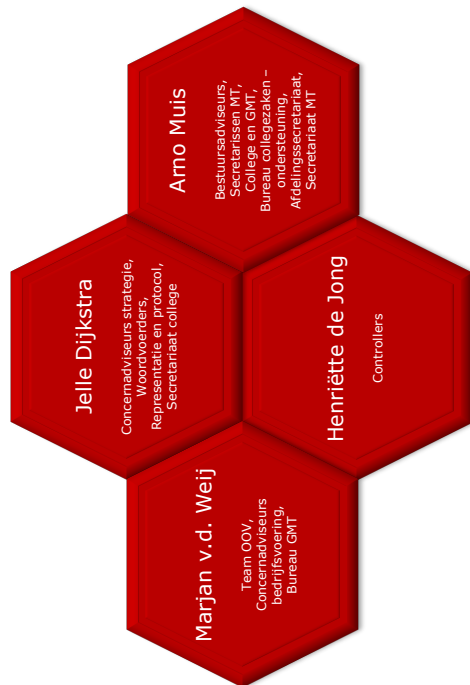 Jelle Dijkstra
Concernadviseurs strategie,
Woordvoerders,
Representatie en protocol,
Secretariaat college
Marjan v.d. Weij
Team OOV,
Concernadviseurs
bedrijfsvoering,
Bureau GMT
Arno Muis
Bestuursadviseurs,
Secretarissen MT,
College en GMT,
Bureau collegezaken –
ondersteuning,
Afdelingssecretariaat,
Secretariaat MT
Henriëtte de Jong
Controllers